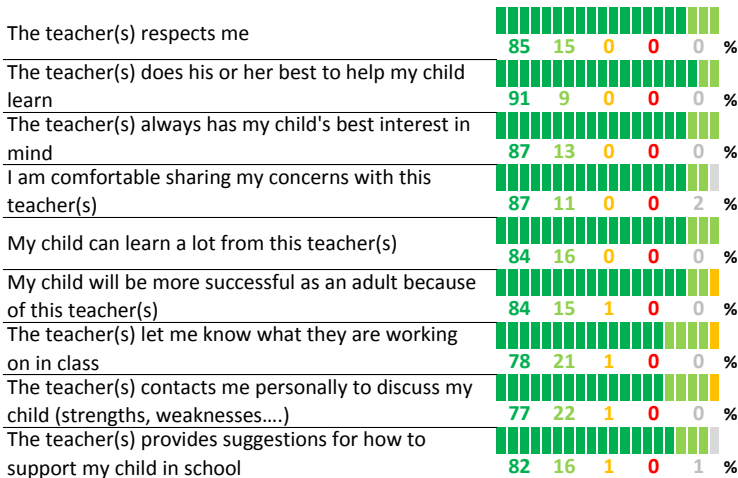 The teacher(s) respects me
85 15 0 0 0 %
The teacher(s) does his or her best to help my child
learn
91 9 0 0 0 %
The teacher(s) always has my child's best interest in
mind
87 13 0 0 0 %
I am comfortable sharing my concerns with this
teacher(s)
87 11 0 0 2 %
My child can learn a lot from this teacher(s)
84 16 0 0 0 %
My child will be more successful as an adult because
of this teacher(s)
84 15 1 0 0 %
The teacher(s) let me know what they are working
on in class
78 21 1 0 0 %
The teacher(s) contacts me personally to discuss my
child (strengths, weaknesses....)
77 22 1 0 0 %
The teacher(s) provides suggestions for how to
support my child in school
82 16 1 0 1 %